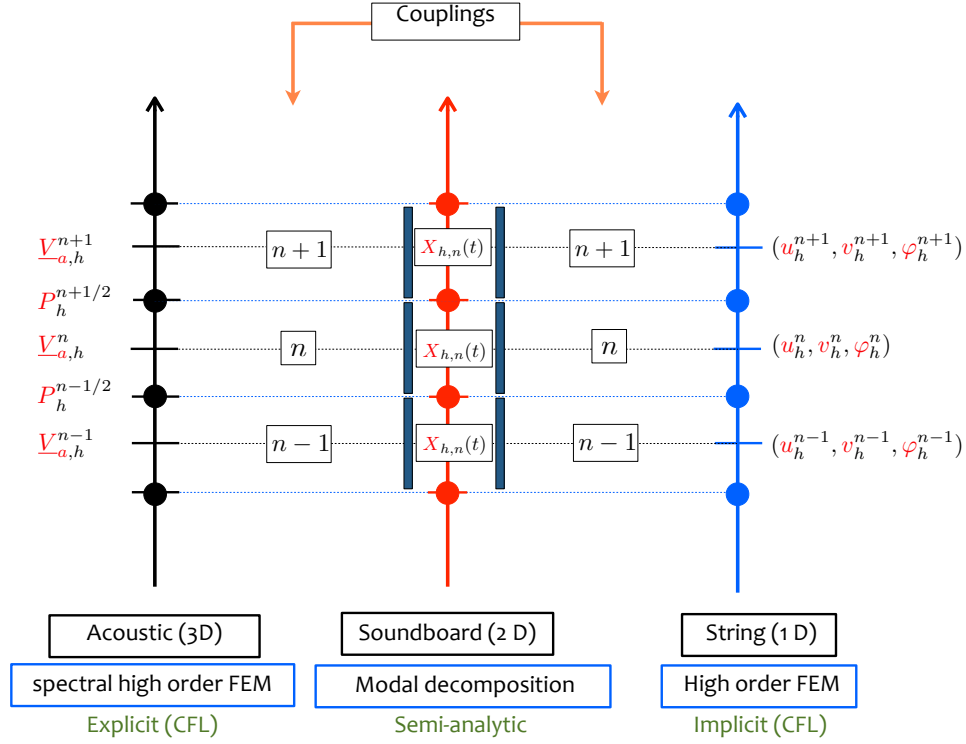 Couplings
V_{a,h}^{n+1}
n + 1
X_{h,n}(t)
n + 1
(u_h^{n+1}, v_h^{n+1}, φ_h^{n+1})
P_h^{n+1/2}
V_{a,h}^n
n
X_{h,n}(t)
n
(u_h^n, v_h^n, φ_h^n)
P_h^{n-1/2}
V_{a,h}^{n-1}
n − 1
X_{h,n}(t)
n − 1
(u_h^{n-1}, v_h^{n-1}, φ_h^{n-1})
Acoustic (3D)
Soundboard (2 D)
String (1 D)
spectral high order FEM
Modal decomposition
High order FEM
Explicit (CFL)
Semi-analytic
Implicit (CFL)